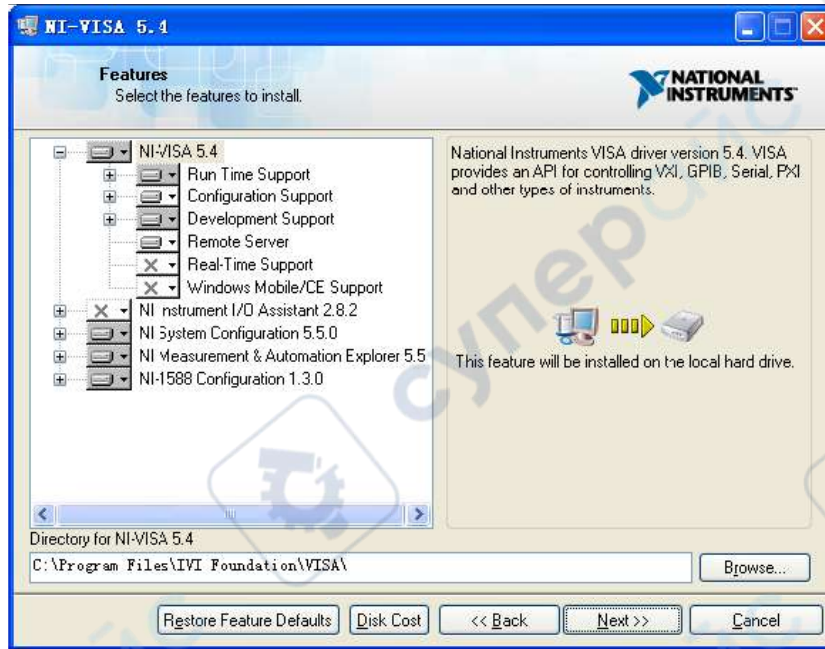 NI-VISA 5.4
Features
Select the features to install.
NATIONAL
INSTRUMENTS
NI-VISA 5.4
Run Time Support
Configuration Support
Development Support
Remote Server
Real-Time Support
Windows Mobile/CE Support
NI Instrument I/O Assistant 2.8.2
NI System Configuration 5.5.0
NI Measurement & Automation Explorer 5.5
NI-1588 Configuration 1.3.0
National Instruments VISA driver version 5.4. VISA
provides an API for controlling VXI, GPIB, Serial, PXI
and other types of instruments.
This feature will be installed on the local hard drive.
Directory for NI-VISA 5.4
C:\Program Files\IVI Foundation\VISA\
Browse...
Restore Feature Defaults
Disk Cost
<< Back
Next >>
Cancel